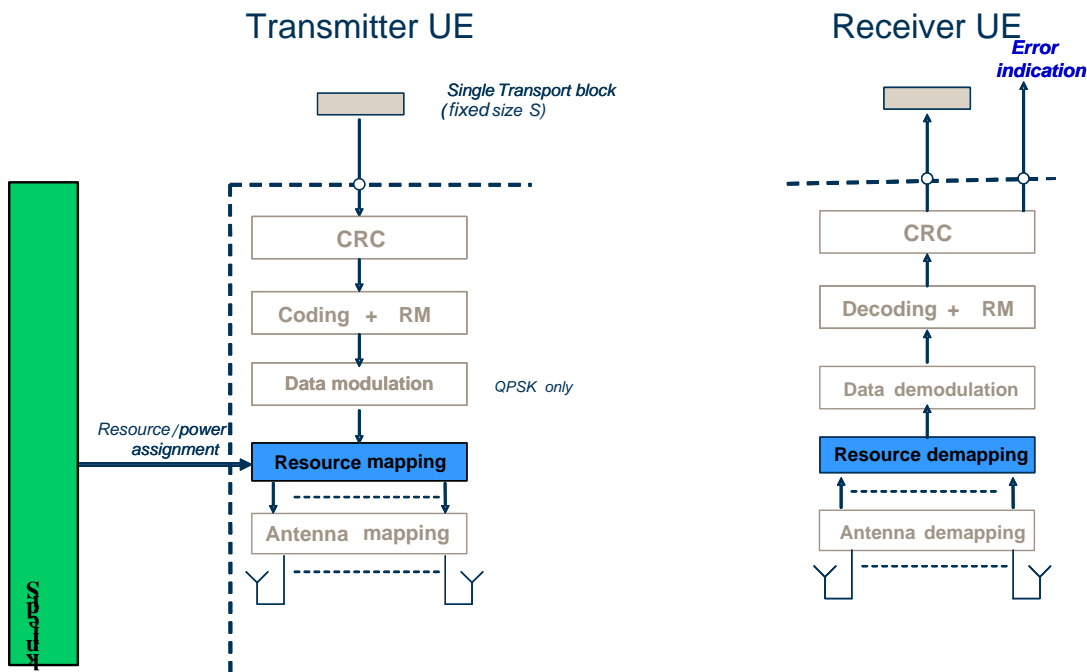 Transmitter UE
Receiver UE
Error
indication
Single Transport block
(fixed size S)
CRC
CRC
Coding + RM
Decoding + RM
Data modulation
QPSK only
Data demodulation
Resource/power
assignment
Resource mapping
Resource demapping
Antenna mapping
Antenna demapping